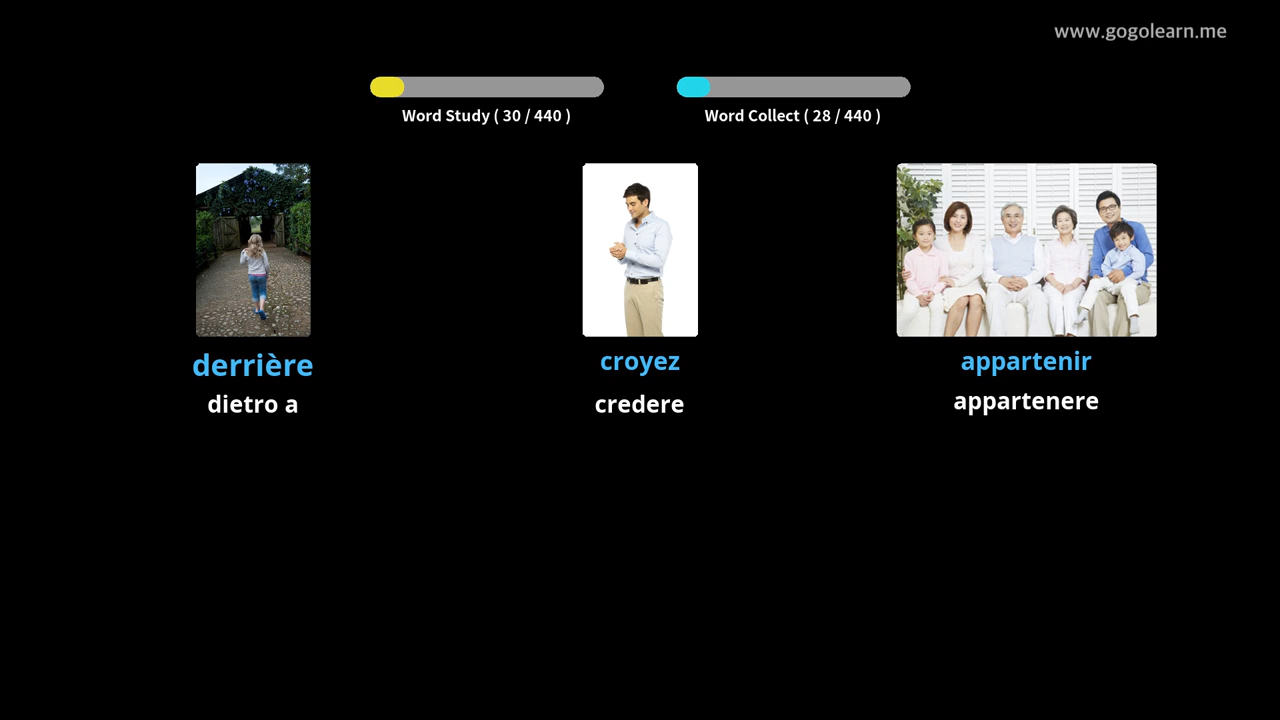 www.gogolearn.me
Word Study ( 30 / 440 )
Word Collect ( 28 / 440 )
derrière
croyez
appartenir
dietro a
credere
appartenere